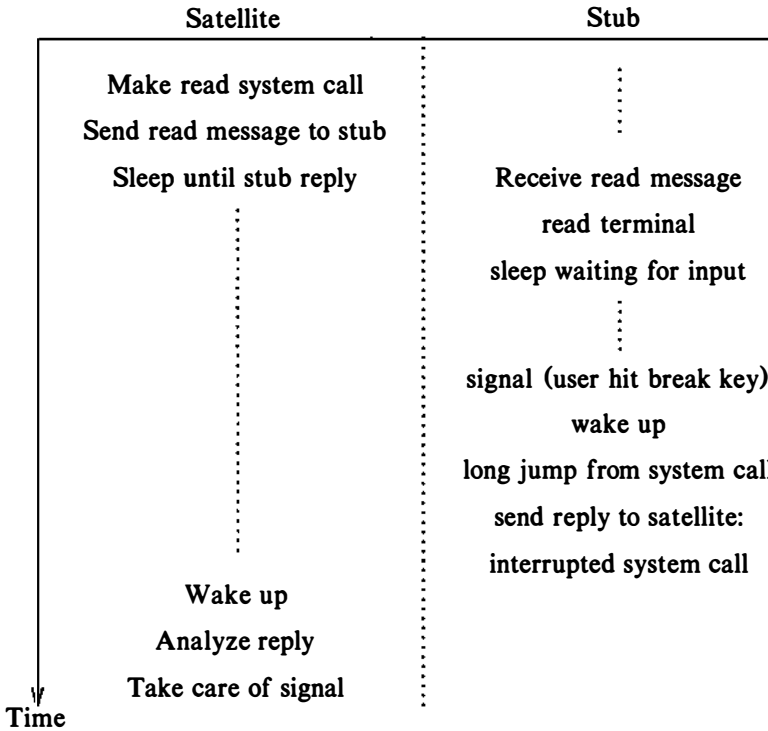 Satellite
Stub
Make read system call
Send read message to stub
Sleep until stub reply
Receive read message
read terminal
sleep waiting for input
signal (user hit break key)
wake up
long jump from system call
send reply to satellite:
interrupted system call
Wake up
Analyze reply
Take care of signal
Time